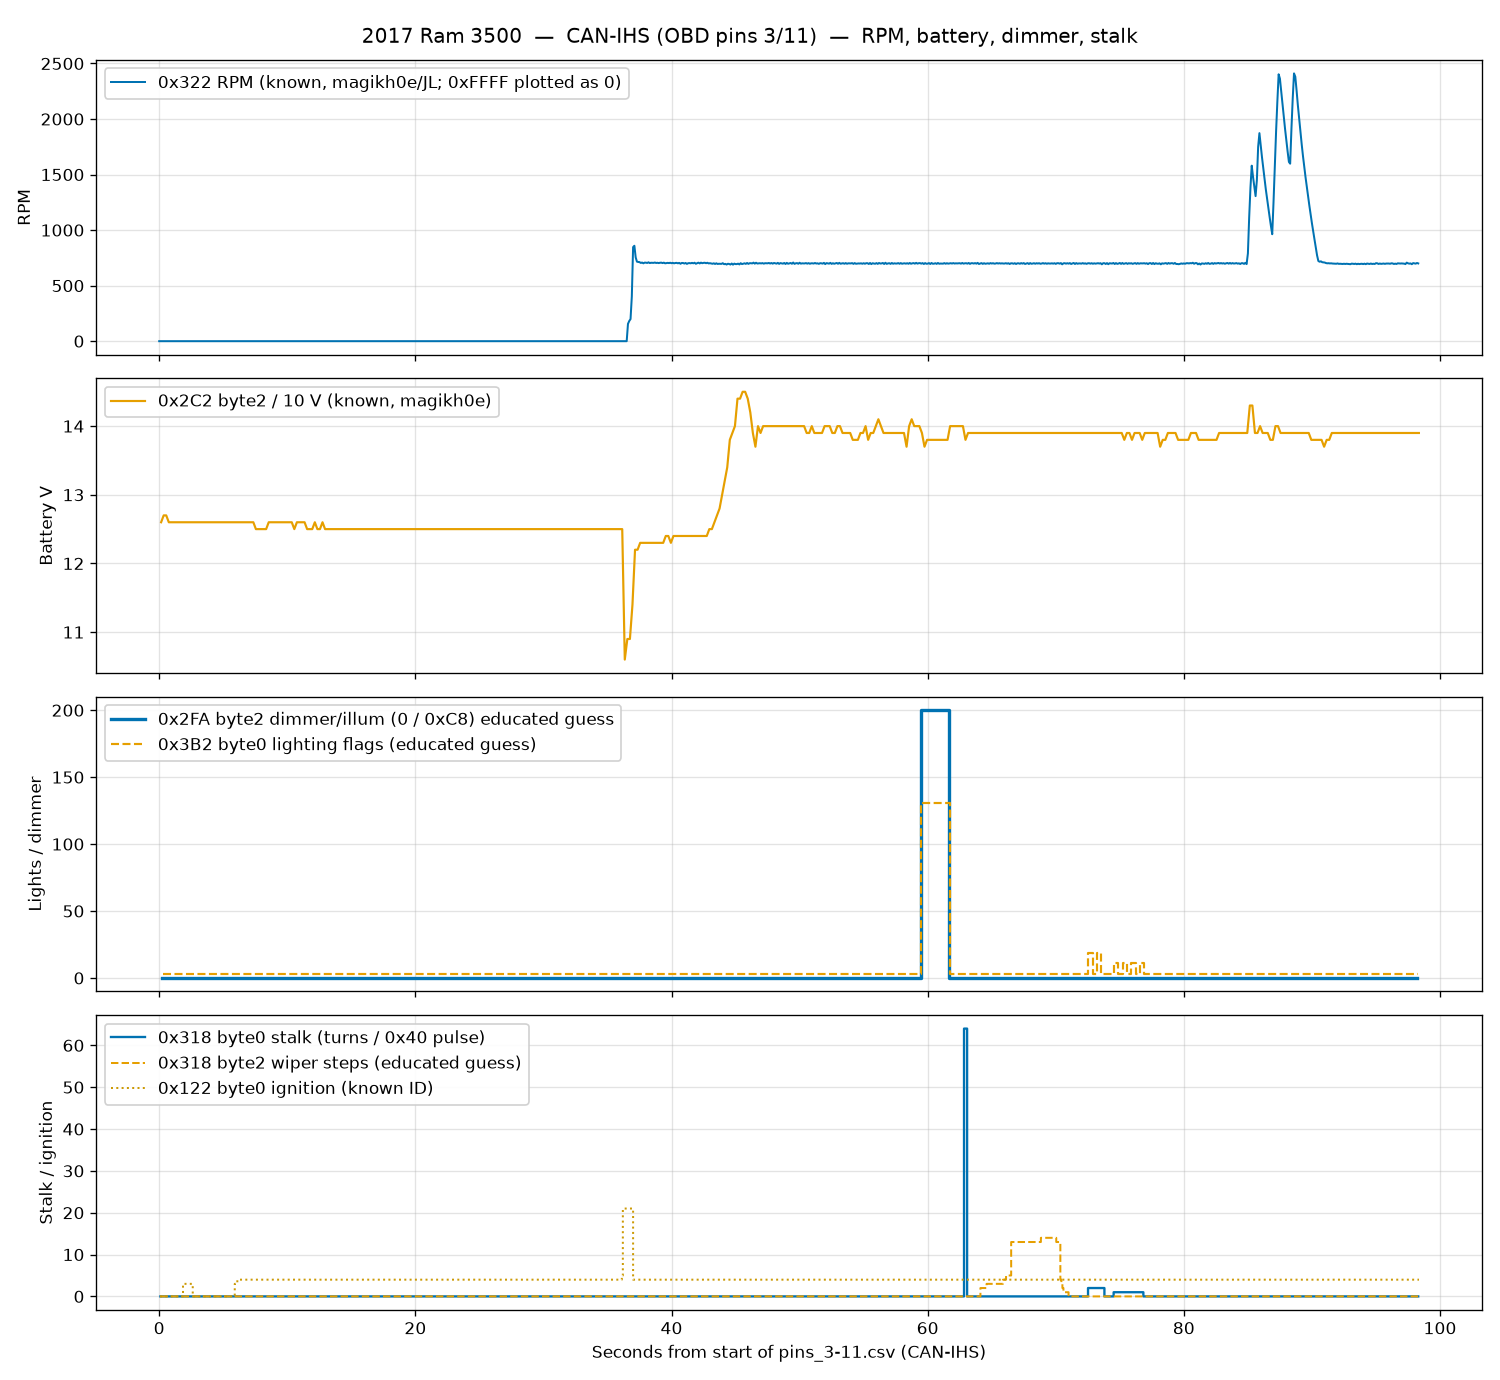 2017 Ram 3500 — CAN-IHS (OBD pins 3/11) — RPM, battery, dimmer, stalk
2500
2000
1500
1000
500
0
RPM
0x322 RPM (known, magikh0e/JL; 0xFFFF plotted as 0)
14
13
12
11
Battery V
0x2C2 byte2 / 10 V (known, magikh0e)
200
150
100
50
0
Lights / dimmer
0x2FA byte2 dimmer/illum (0 / 0xC8) educated guess
0x3B2 byte0 lighting flags (educated guess)
60
50
40
30
20
10
0
Stalk / ignition
0x318 byte0 stalk (turns / 0x40 pulse)
0x318 byte2 wiper steps (educated guess)
0x122 byte0 ignition (known ID)
0 20 40 60 80 100
Seconds from start of pins_3-11.csv (CAN-IHS)